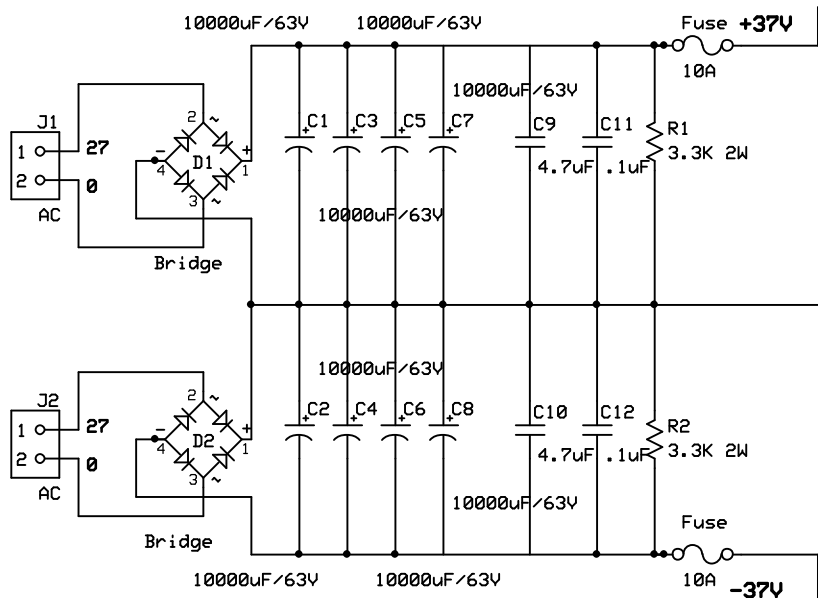 10000uF/63V 10000uF/63V Fuse +37V
10A
10000uF/63V
J1 2 ~
1 27 - D1 + C1 + C3 + C5 + C7 C9 C11 R1
2 0 4 1 4.7uF .1uF 3.3K 2W
AC 3 ~
10000uF/63V
Bridge
10000uF/63V
J2 2 ~
1 27 - D2 + C2 + C4 + C6 + C8 C10 C12 R2
2 0 4 1 4.7uF .1uF 3.3K 2W
AC 3 ~
10000uF/63V
Bridge Fuse
10000uF/63V 10000uF/63V 10A -37V